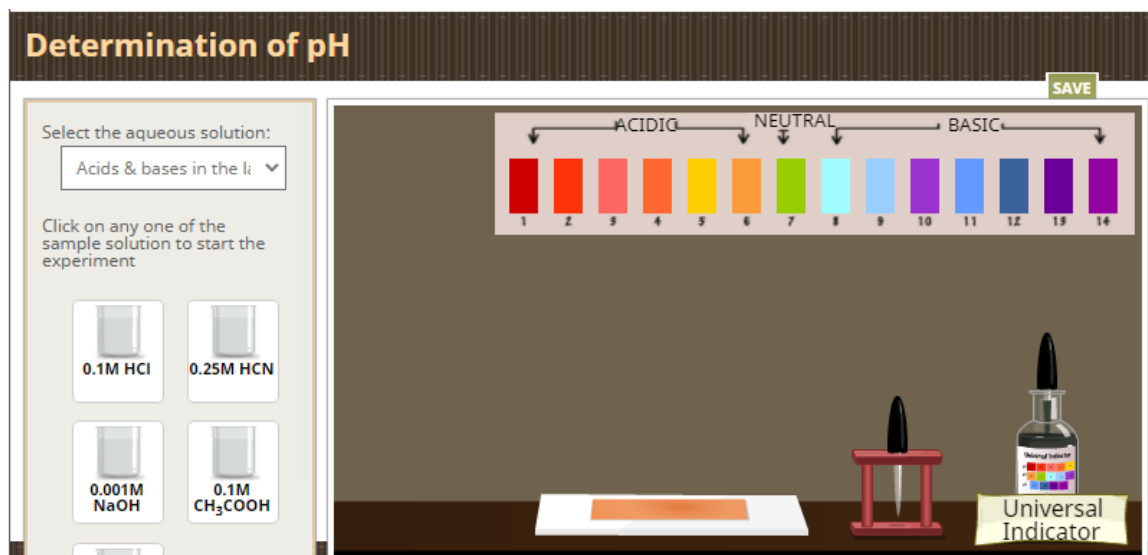 Determination of pH
SAVE
Select the aqueous solution:
Acids & bases in the la
Click on any one of the
sample solution to start the
experiment
0.1M HCl
0.25M HCN
0.001M
NaOH
0.1M
CH₃COOH
ACIDIC
NEUTRAL
BASIC
1 2 3 4 5 6 7 8 9 10 11 12 13 14
Universal Indicator
Universal
Indicator